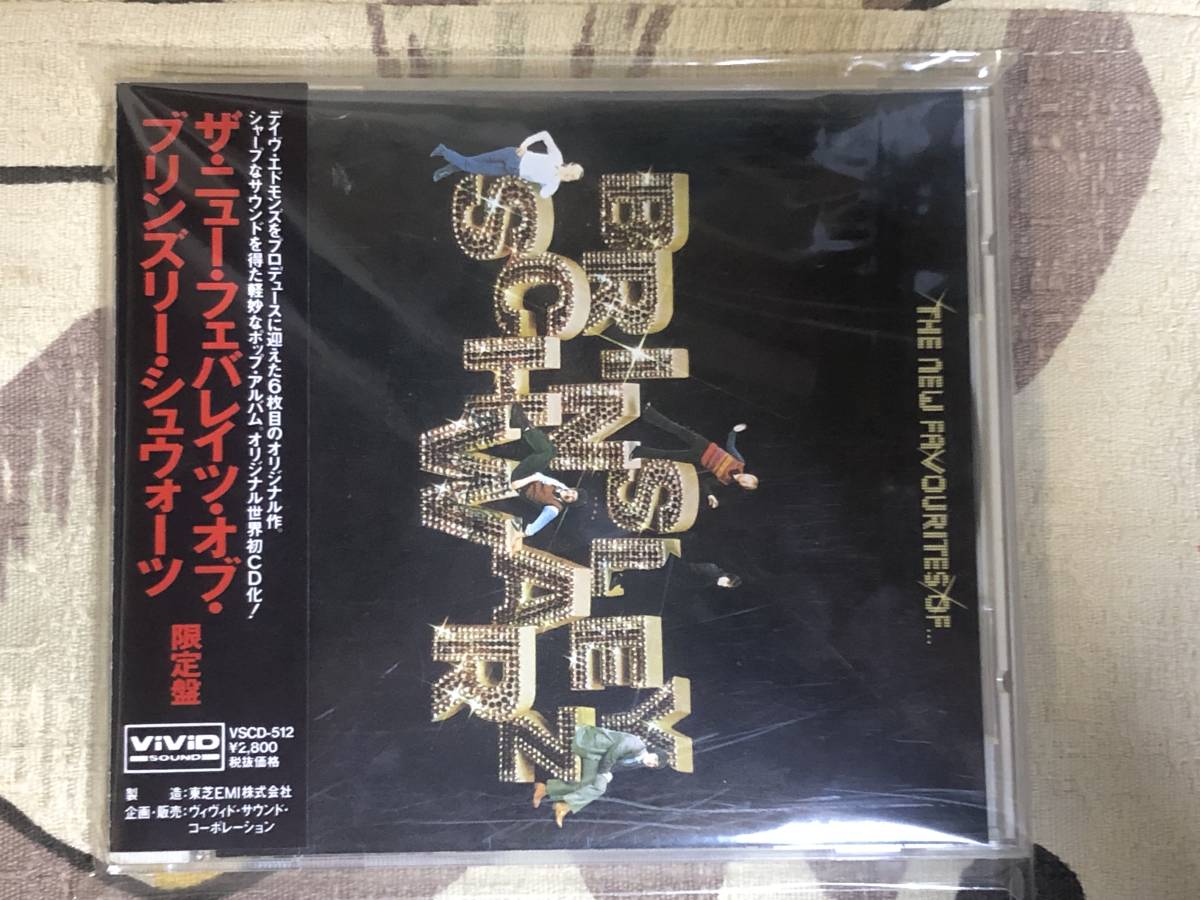 デイヴ・エドモンズをプロデュースに迎えた6枚目のオリジナル作。
シャープなサウンドを得た軽妙なポップ・アルバム。オリジナル世界初CD化!
ザ・ニュー・フェバレイツ・オブ・
ブリンズリー・シュウォーツ
限定盤
ViViD
SOUND
VSCD-512
¥2,800
税抜価格
製 造:東芝EMI株式会社
企画・販売:ヴィヴィド・サウンド・
コーポレーション
THE NEW FAVOURITES OF...
BRINSLEY
SCHWARZ